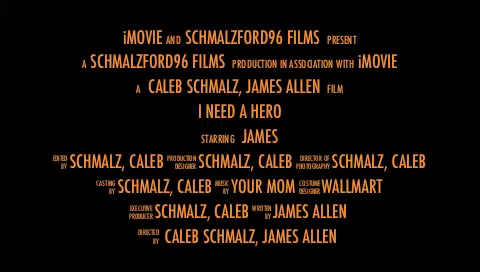 iMOVIE AND SCHMALZFORD96 FILMS PRESENT
A SCHMALZFORD96 FILMS PRODUCTION IN ASSOCIATION WITH iMOVIE
A CALEB SCHMALZ, JAMES ALLEN FILM
I NEED A HERO
STARRING JAMES
EDITED BY SCHMALZ, CALEB PRODUCTION DESIGNER SCHMALZ, CALEB DIRECTOR OF PHOTOGRAPHY SCHMALZ, CALEB
CASTING BY SCHMALZ, CALEB MUSIC BY YOUR MOM COSTUME DESIGNER WALLMART
EXECUTIVE PRODUCER SCHMALZ, CALEB WRITTEN BY JAMES ALLEN
DIRECTED BY CALEB SCHMALZ, JAMES ALLEN